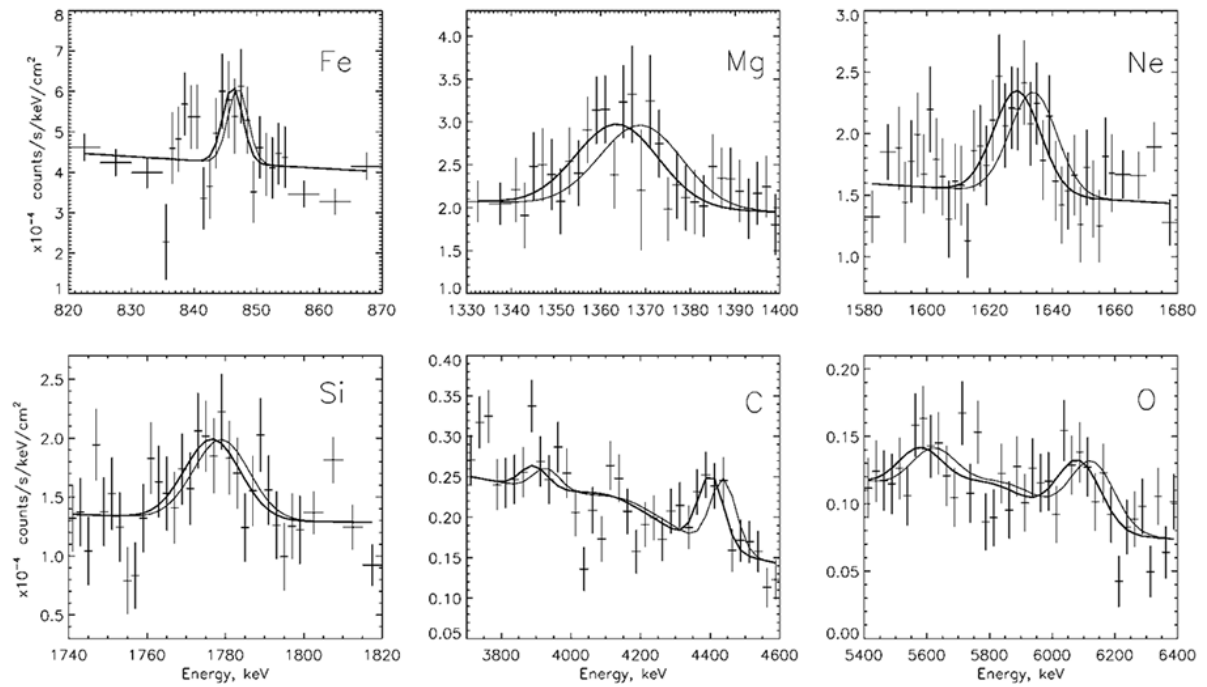 8
7
6
5
4
3
2
1
820 830 840 850 860 870
x10⁻⁴ counts/s/keV/cm²
Fe
4.0
3.5
3.0
2.5
2.0
1.5
1.0
1330 1340 1350 1360 1370 1380 1390 1400
Mg
3.0
2.5
2.0
1.5
1.0
1580 1600 1620 1640 1660 1680
Ne
2.5
2.0
1.5
1.0
0.5
1740 1760 1780 1800 1820
Energy, keV
x10⁻⁴ counts/s/keV/cm²
Si
0.40
0.35
0.30
0.25
0.20
0.15
0.10
0.05
3800 4000 4200 4400 4600
Energy, keV
C
0.20
0.15
0.10
0.05
0.00
5400 5600 5800 6000 6200 6400
Energy, keV
O